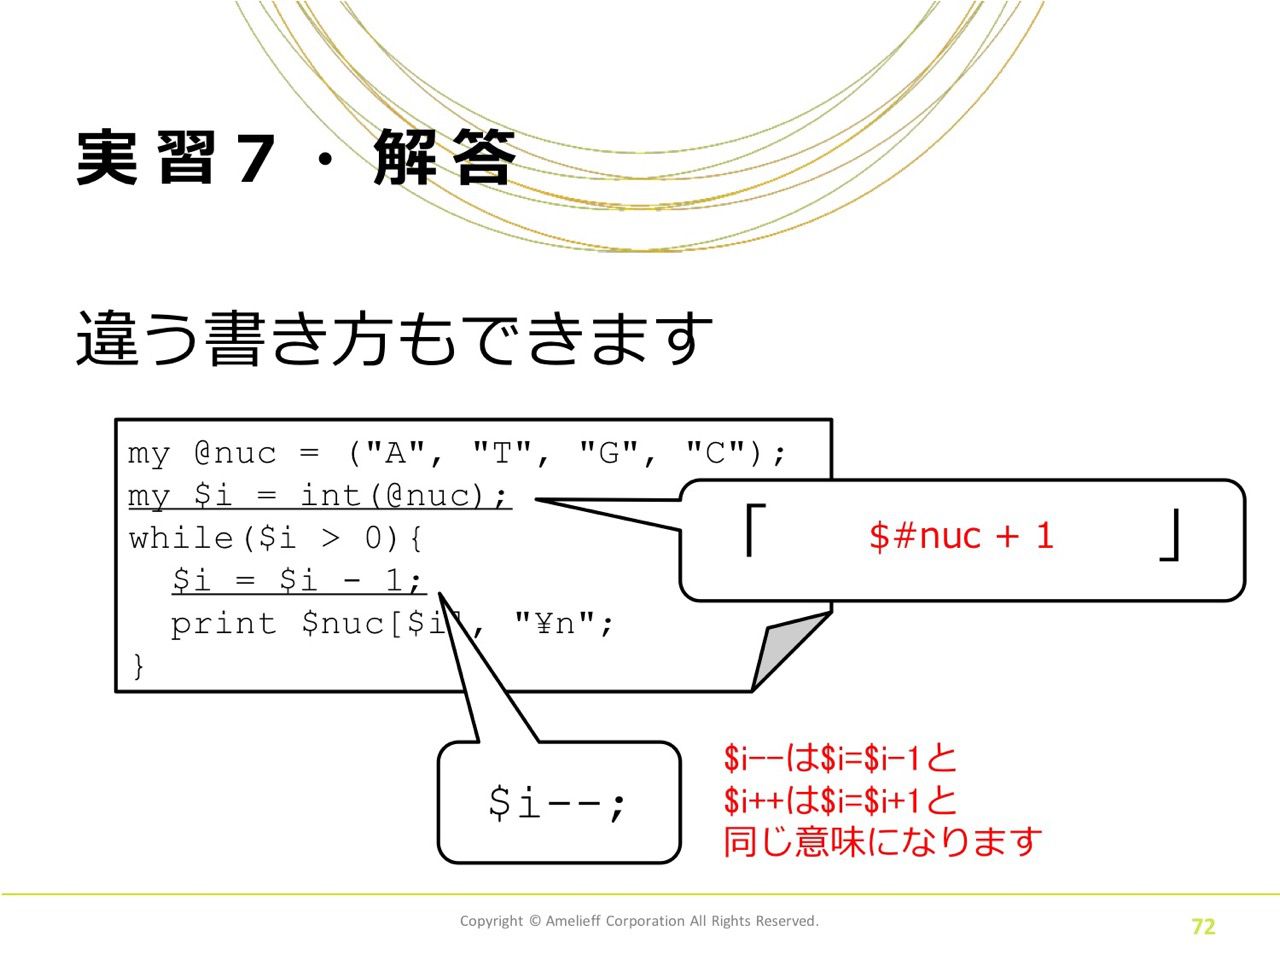 実習７・解答
違う書き方もできます
my @nuc = ("A", "T", "G", "C");
my $i = int(@nuc);
while($i > 0){
$i = $i - 1;
print $nuc[$i], "¥n";
}
「 $#nuc + 1 」
$i--;
$i--は$i=$i-1と
$i++は$i=$i+1と
同じ意味になります
Copyright © Amelieff Corporation All Rights Reserved.
72